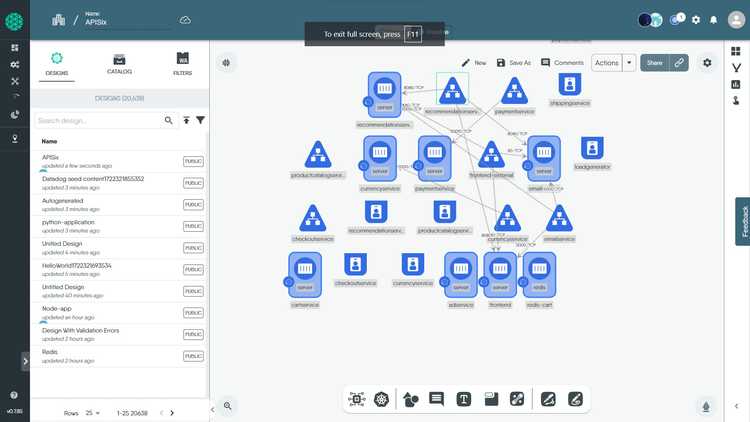 Name:
APISix
To exit full screen, press F11
DESIGNS
CATALOG
FILTERS
DESIGNS (20,638)
Search design...
Name
APISix
updated a few seconds ago
PUBLIC
Datadog seed content1722321855352
updated 3 minutes ago
PUBLIC
Autogenerated
updated 3 minutes ago
PUBLIC
python-application
updated 3 minutes ago
PUBLIC
Untitled Design
updated 4 minutes ago
PUBLIC
HelloWorld1722321693534
updated 5 minutes ago
PUBLIC
Untitled Design
updated 40 minutes ago
PUBLIC
Node-app
updated an hour ago
PUBLIC
Design With Validation Errors
updated 2 hours ago
PUBLIC
Redis
updated 2 hours ago
PUBLIC
Rows 25 1-25 20638
New
Save As
Comments
Actions
Share
Feedback
8080/TCP
server
recommendationserv...
recommendationserv...
paymentservice
shippingservice
8080/TCP
productcatalogserv...
server
currencyservice
server
paymentservice
frontend-external
server
email
loadgenerator
checkoutservice
recommendationserv...
productcatalogserv...
currencyservice
emailservice
server
cartservice
checkoutservice
currencyservice
server
adservice
server
frontend
redis
redis-cart